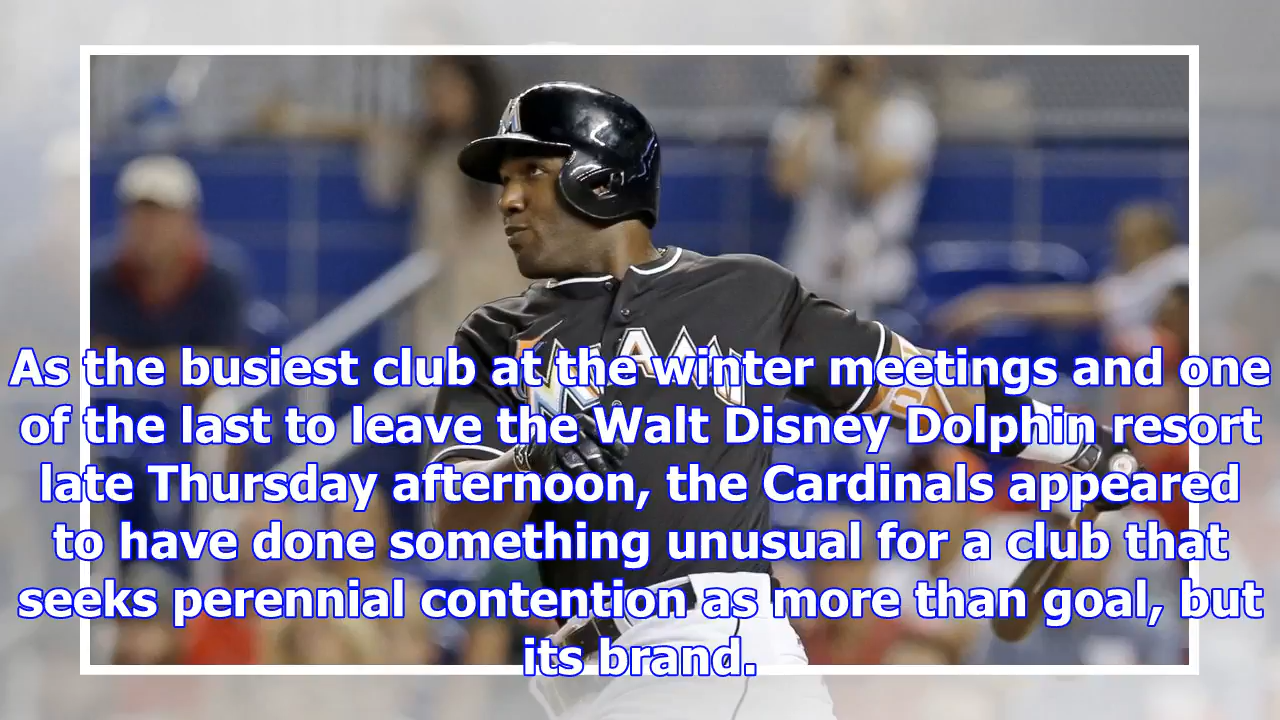 M
MIAMI
As the busiest club at the winter meetings and one
of the last to leave the Walt Disney Dolphin resort
late Thursday afternoon, the Cardinals appeared
to have done something unusual for a club that
seeks perennial contention as more than goal, but
its brand.